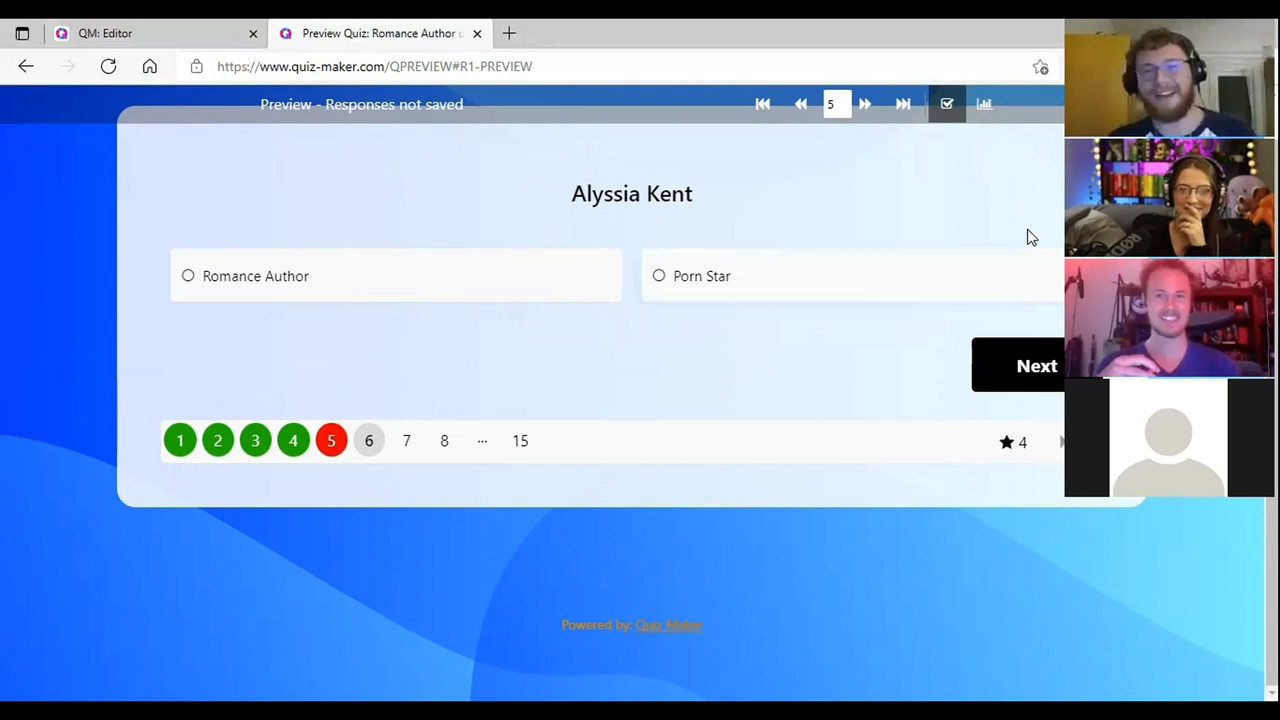 QM: Editor
Preview Quiz: Romance Author o
https://www.quiz-maker.com/QPREVIEW#R1-PREVIEW
Preview - Responses not saved
5
Alyssia Kent
Romance Author
Porn Star
Next
1 2 3 4 5 6 7 8 ... 15
4
Powered by: Quiz Maker